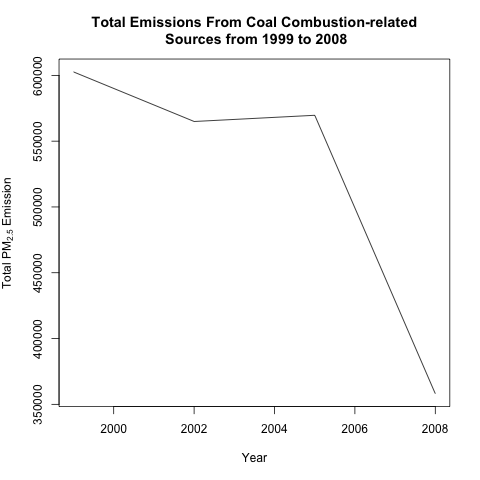 Total Emissions From Coal Combustion-related
Sources from 1999 to 2008
Total PM2.5 Emission
600000
550000
500000
450000
400000
350000
2000 2002 2004 2006 2008
Year